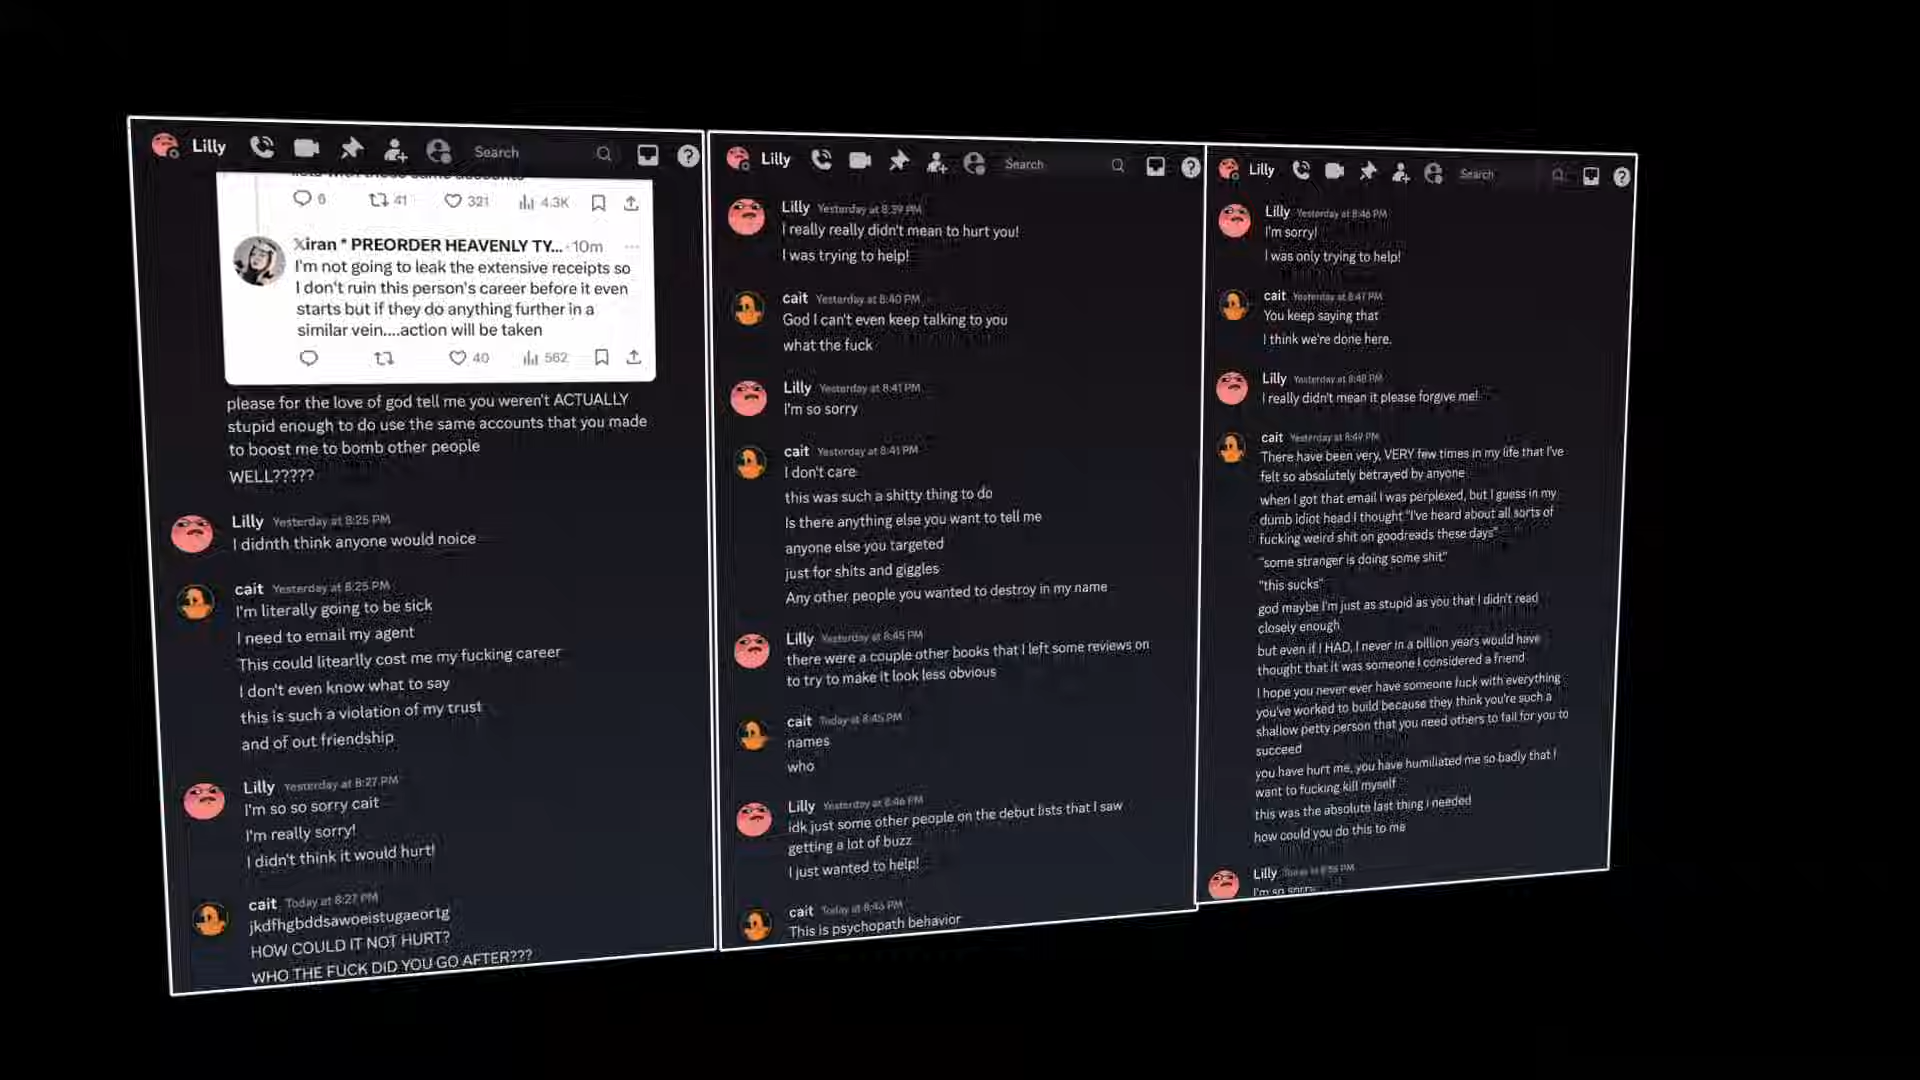 Lilly
Search
6
41
321
4.3K
Xiran * PREORDER HEAVENLY TY... · 10m
I'm not going to leak the extensive receipts so
I don't ruin this person's career before it even
starts but if they do anything further in a
similar vein....action will be taken
40
562
please for the love of god tell me you weren't ACTUALLY
stupid enough to do use the same accounts that you made
to boost me to bomb other people
WELL?????
Lilly Yesterday at 8:25 PM
I didnth think anyone would noice
cait Yesterday at 8:25 PM
I'm literally going to be sick
I need to email my agent
This could litearlly cost me my fucking career
I don't even know what to say
this is such a violation of my trust
and of out friendship
Lilly Yesterday at 8:27 PM
I'm so so sorry cait
I'm really sorry!
I didn't think it would hurt!
cait Today at 8:27 PM
jkdfhgbddsawoeistugaeortg
HOW COULD IT NOT HURT?
WHO THE FUCK DID YOU GO AFTER???
Lilly
Search
Lilly Yesterday at 8:39 PM
I really really didn't mean to hurt you!
I was trying to help!
cait Yesterday at 8:40 PM
God I can't even keep talking to you
what the fuck
Lilly Yesterday at 8:41 PM
I'm so sorry
cait Yesterday at 8:41 PM
I don't care
this was such a shitty thing to do
Is there anything else you want to tell me
anyone else you targeted
just for shits and giggles
Any other people you wanted to destroy in my name
Lilly Yesterday at 8:45 PM
there were a couple other books that I left some reviews on
to try to make it look less obvious
cait Today at 8:45 PM
names
who
Lilly Yesterday at 8:46 PM
idk just some other people on the debut lists that I saw
getting a lot of buzz
I just wanted to help!
cait Today at 8:45 PM
This is psychopath behavior
Lilly
Search
Lilly Yesterday at 8:46 PM
I'm sorry!
I was only trying to help!
cait Yesterday at 8:47 PM
You keep saying that
I think we're done here.
Lilly Yesterday at 8:48 PM
I really didn't mean it please forgive me!
cait Yesterday at 8:49 PM
There have been very, VERY few times in my life that I've
felt so absolutely betrayed by anyone
when I got that email I was perplexed, but I guess in my
dumb idiot head I thought "I've heard about all sorts of
fucking weird shit on goodreads these days"
"some stranger is doing some shit"
"this sucks"
god maybe I'm just as stupid as you that I didn't read
closely enough
but even if I HAD, I never in a billion years would have
thought that it was someone I considered a friend
I hope you never ever have someone fuck with everything
you've worked to build because they think you're such a
shallow petty person that you need others to fail for you to
succeed
you have hurt me, you have humiliated me so badly that I
want to fucking kill myself
this was the absolute last thing i needed
how could you do this to me
Lilly
I'm so sorry